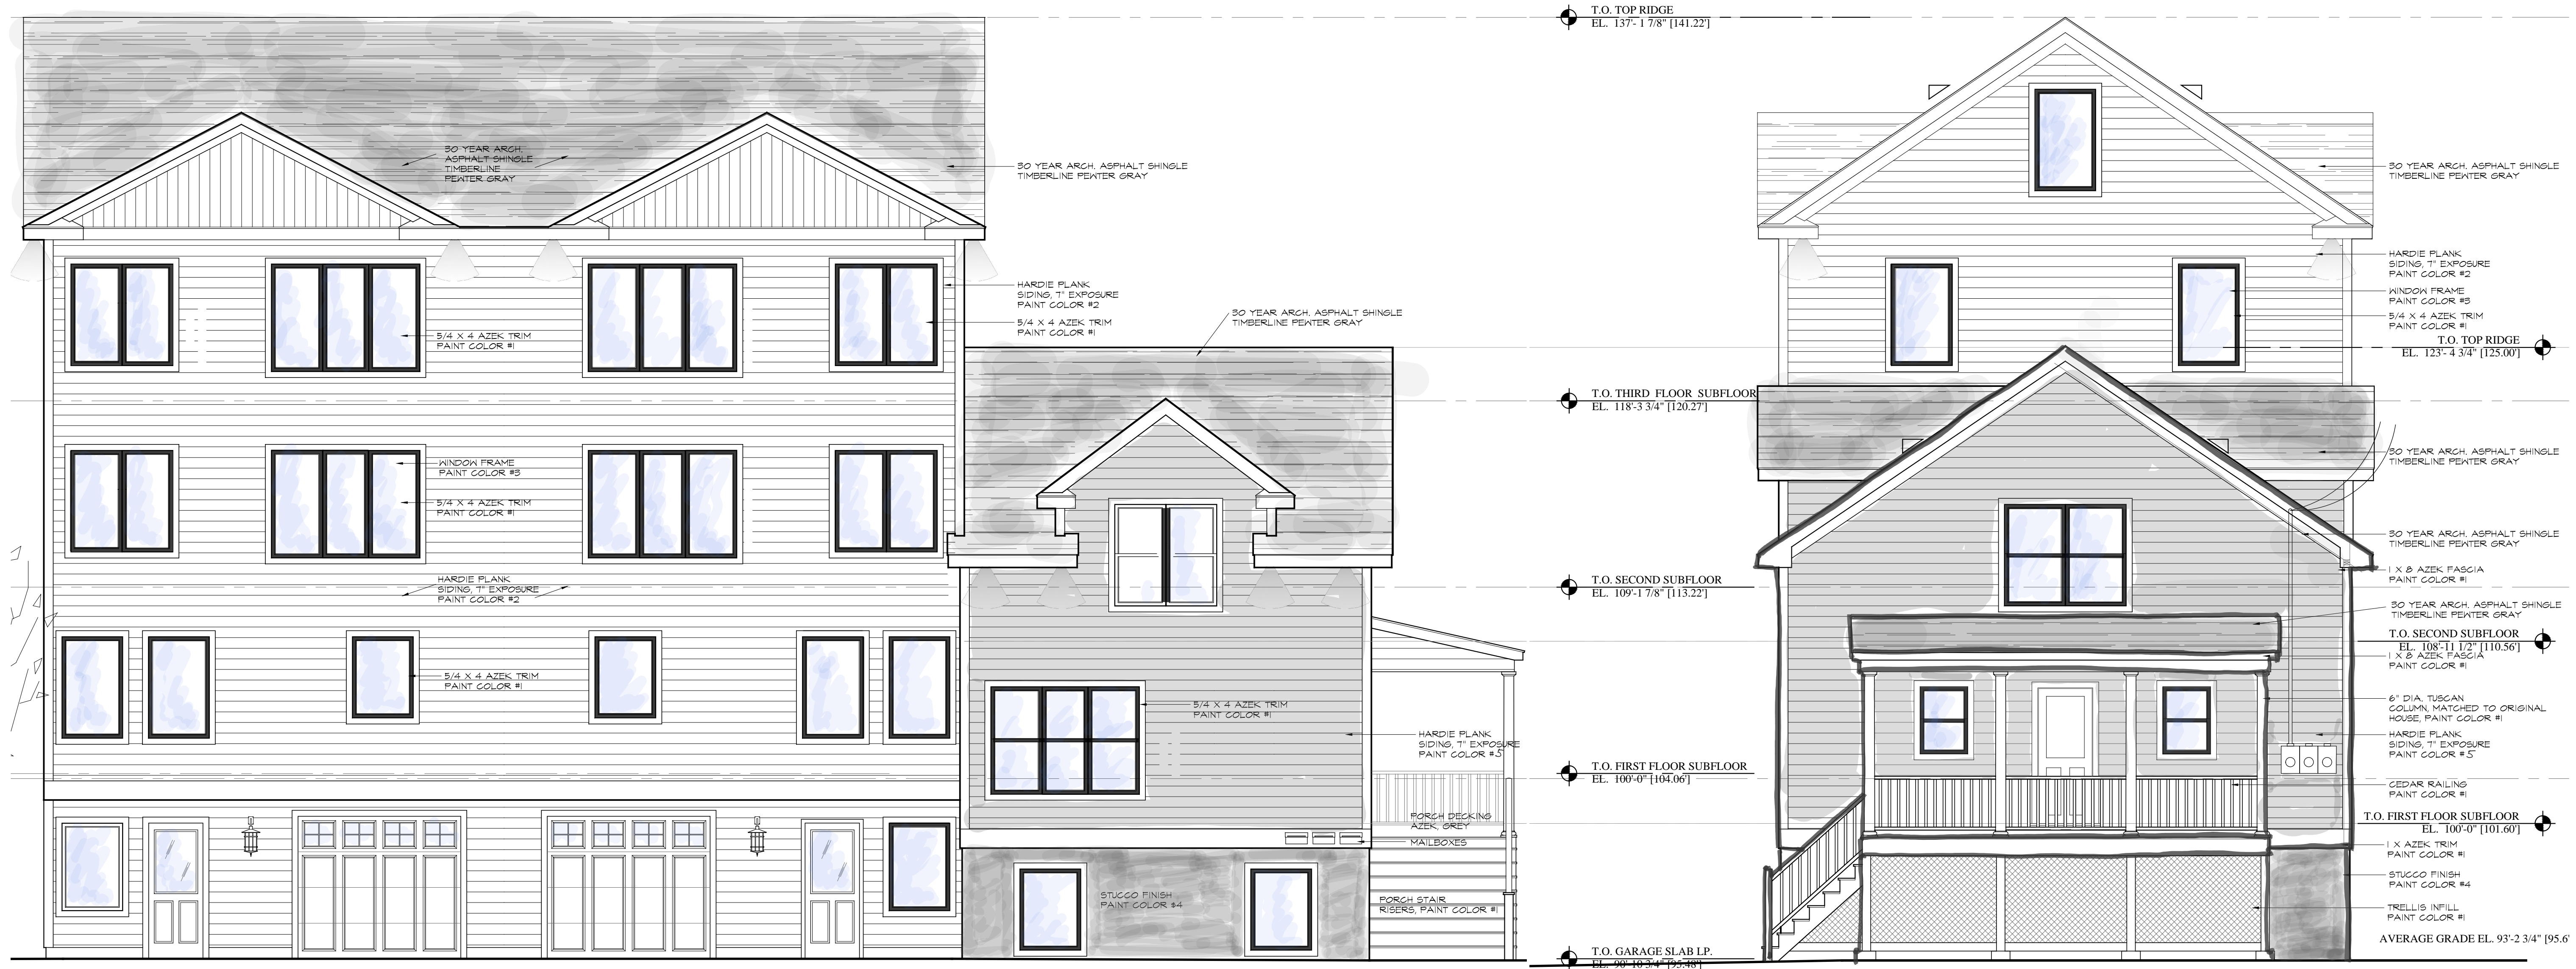 T.O. TOP RIDGE
EL. 137'- 1 7/8" [141.22']
30 YEAR ARCH.
ASPHALT SHINGLE
TIMBERLINE
PEWTER GRAY
30 YEAR ARCH. ASPHALT SHINGLE
TIMBERLINE PEWTER GRAY
HARDIE PLANK
SIDING, 7" EXPOSURE
PAINT COLOR #2
5/4 X 4 AZEK TRIM
PAINT COLOR #1
5/4 X 4 AZEK TRIM
PAINT COLOR #1
30 YEAR ARCH. ASPHALT SHINGLE
TIMBERLINE PEWTER GRAY
WINDOW FRAME
PAINT COLOR #3
5/4 X 4 AZEK TRIM
PAINT COLOR #1
HARDIE PLANK
SIDING, 7" EXPOSURE
PAINT COLOR #2
5/4 X 4 AZEK TRIM
PAINT COLOR #1
5/4 X 4 AZEK TRIM
PAINT COLOR #1
HARDIE PLANK
SIDING, 7" EXPOSURE
PAINT COLOR #5
PORCH DECKING
AZEK, GREY
MAILBOXES
STUCCO FINISH
PAINT COLOR #4
PORCH STAIR
RISERS, PAINT COLOR #1
T.O. THIRD FLOOR SUBFLOOR
EL. 118'-3 3/4" [120.27']
T.O. SECOND SUBFLOOR
EL. 109'-1 7/8" [113.22']
T.O. FIRST FLOOR SUBFLOOR
EL. 100'-0" [104.06']
T.O. GARAGE SLAB LP.
EL. 90'-10 3/4" [95.48']
30 YEAR ARCH. ASPHALT SHINGLE
TIMBERLINE PEWTER GRAY
HARDIE PLANK
SIDING, 7" EXPOSURE
PAINT COLOR #2
WINDOW FRAME
PAINT COLOR #3
5/4 X 4 AZEK TRIM
PAINT COLOR #1
T.O. TOP RIDGE
EL. 123'- 4 3/4" [125.00']
30 YEAR ARCH. ASPHALT SHINGLE
TIMBERLINE PEWTER GRAY
30 YEAR ARCH. ASPHALT SHINGLE
TIMBERLINE PEWTER GRAY
1 X 8 AZEK FASCIA
PAINT COLOR #1
30 YEAR ARCH. ASPHALT SHINGLE
TIMBERLINE PEWTER GRAY
T.O. SECOND SUBFLOOR
EL. 108'-11 1/2" [110.56']
1 X 8 AZEK FASCIA
PAINT COLOR #1
6" DIA. TUSCAN
COLUMN, MATCHED TO ORIGINAL
HOUSE, PAINT COLOR #1
HARDIE PLANK
SIDING, 7" EXPOSURE
PAINT COLOR #5
CEDAR RAILING
PAINT COLOR #1
T.O. FIRST FLOOR SUBFLOOR
EL. 100'-0" [101.60']
1 X AZEK TRIM
PAINT COLOR #1
STUCCO FINISH
PAINT COLOR #4
TRELLIS INFILL
PAINT COLOR #1
AVERAGE GRADE EL. 93'-2 3/4" [95.6'